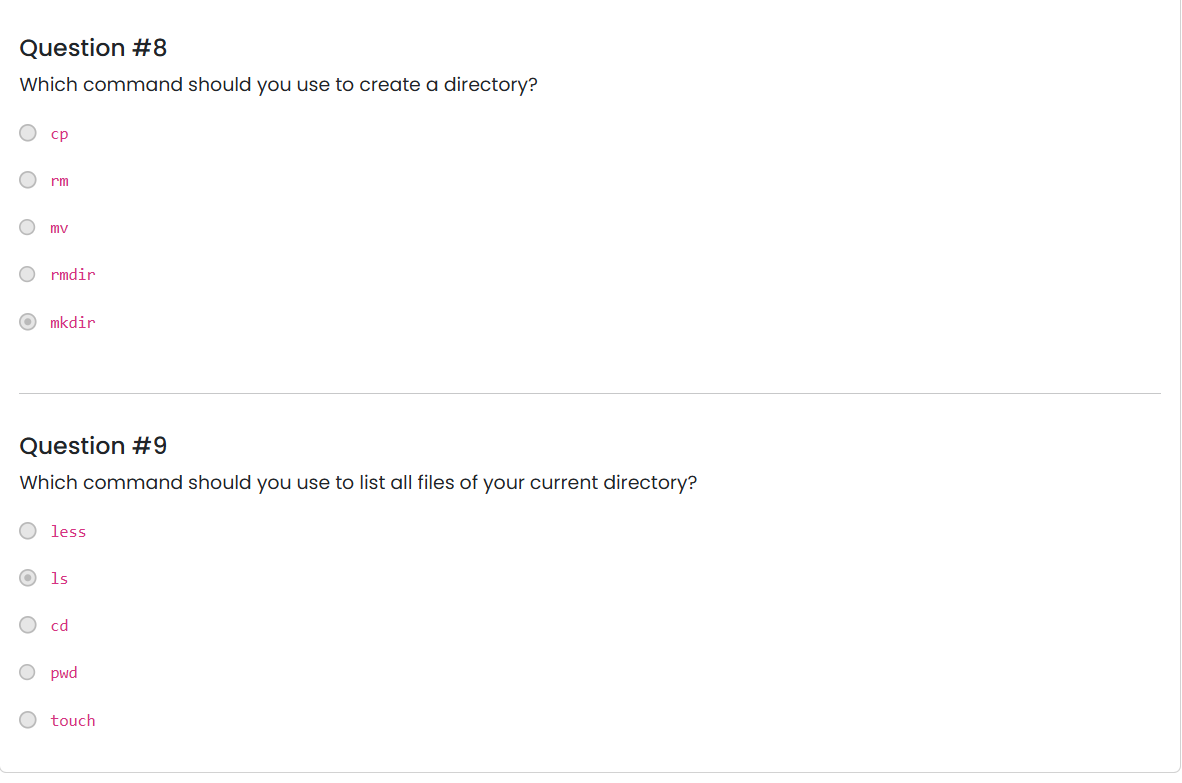 Question #8
Which command should you use to create a directory?
cp
rm
mv
rmdir
mkdir
Question #9
Which command should you use to list all files of your current directory?
less
ls
cd
pwd
touch